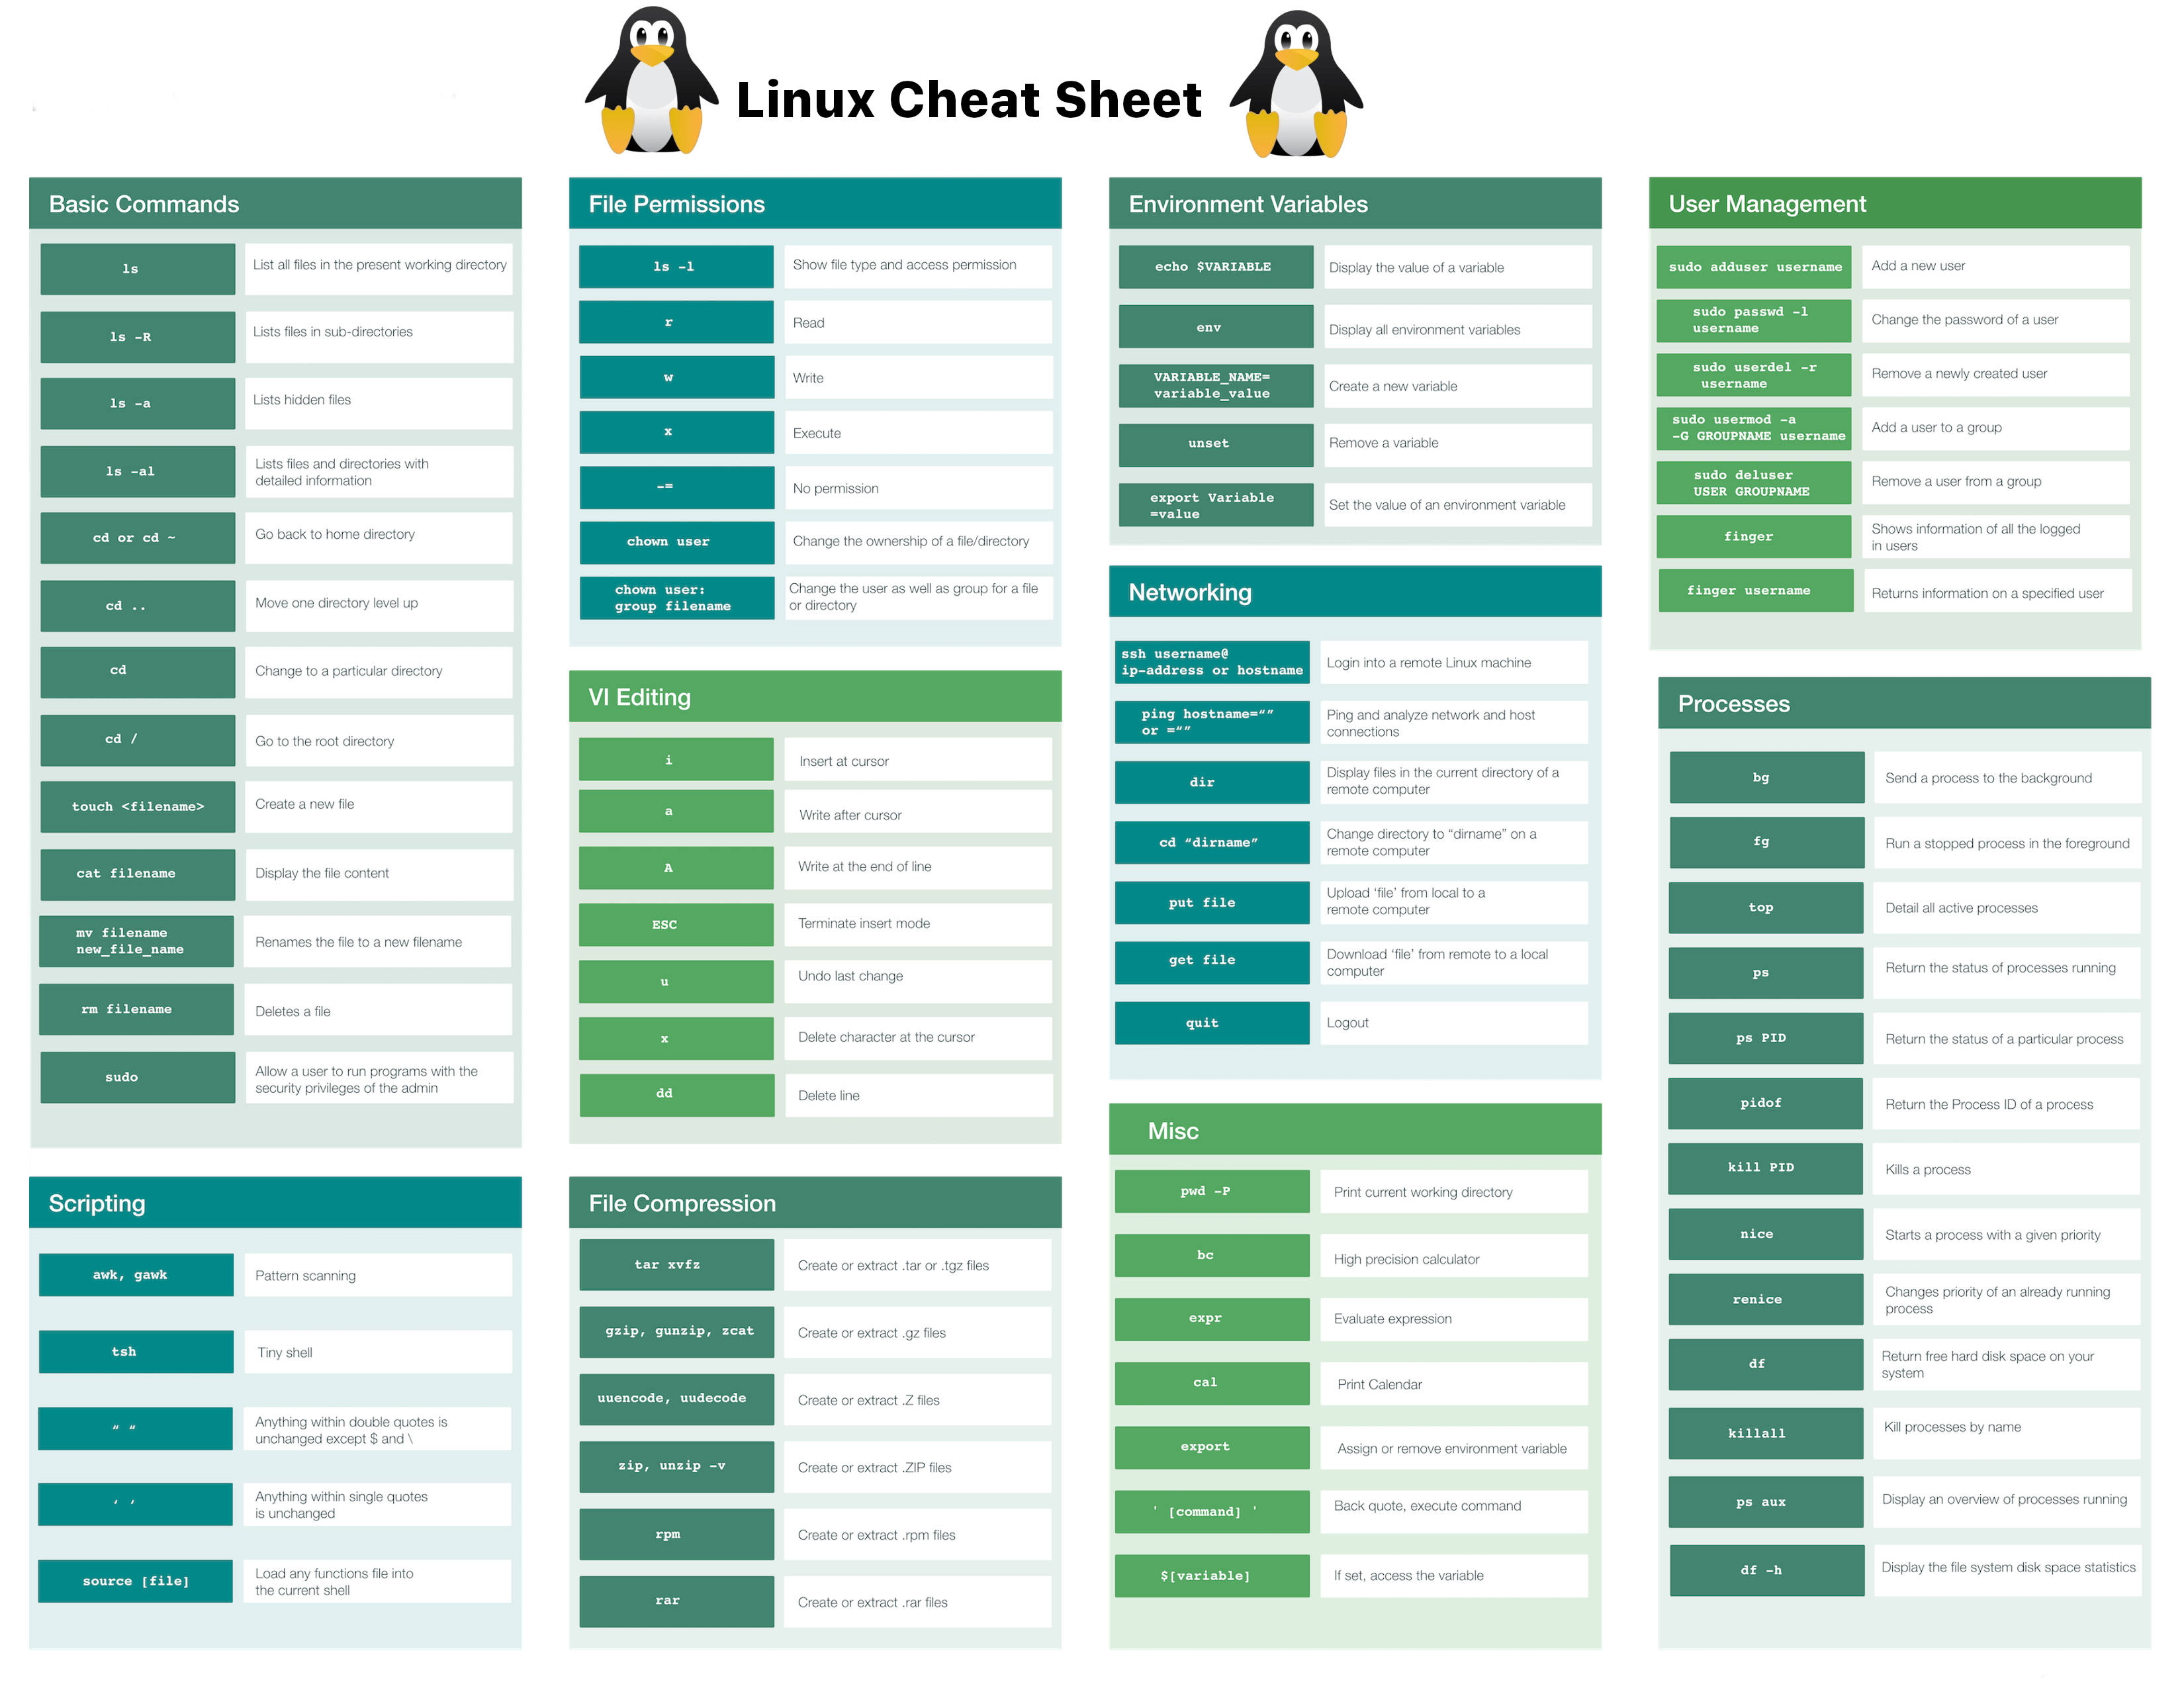 Linux Cheat Sheet
Basic Commands
ls
List all files in the present working directory
ls -R
Lists files in sub-directories
ls -a
Lists hidden files
ls -al
Lists files and directories with
detailed information
cd or cd ~
Go back to home directory
cd ..
Move one directory level up
cd
Change to a particular directory
cd /
Go to the root directory
touch <filename>
Create a new file
cat filename
Display the file content
mv filename
new_file_name
Renames the file to a new filename
rm filename
Deletes a file
sudo
Allow a user to run programs with the
security privileges of the admin
Scripting
awk, gawk
Pattern scanning
tsh
Tiny shell
“ “
Anything within double quotes is
unchanged except $ and \
‘ ‘
Anything within single quotes
is unchanged
source [file]
Load any functions file into
the current shell
File Permissions
ls -l
Show file type and access permission
r
Read
w
Write
x
Execute
-=
No permission
chown user
Change the ownership of a file/directory
chown user:
group filename
Change the user as well as group for a file
or directory
VI Editing
i
Insert at cursor
a
Write after cursor
A
Write at the end of line
ESC
Terminate insert mode
u
Undo last change
x
Delete character at the cursor
dd
Delete line
File Compression
tar xvfz
Create or extract .tar or .tgz files
gzip, gunzip, zcat
Create or extract .gz files
uuencode, uudecode
Create or extract .Z files
zip, unzip -v
Create or extract .ZIP files
rpm
Create or extract .rpm files
rar
Create or extract .rar files
Environment Variables
echo $VARIABLE
Display the value of a variable
env
Display all environment variables
VARIABLE_NAME=
variable_value
Create a new variable
unset
Remove a variable
export Variable
=value
Set the value of an environment variable
Networking
ssh username@
ip-address or hostname
Login into a remote Linux machine
ping hostname=“”
or =“”
Ping and analyze network and host
connections
dir
Display files in the current directory of a
remote computer
cd “dirname”
Change directory to “dirname” on a
remote computer
put file
Upload ‘file’ from local to a
remote computer
get file
Download ‘file’ from remote to a local
computer
quit
Logout
Misc
pwd -P
Print current working directory
bc
High precision calculator
expr
Evaluate expression
cal
Print Calendar
export
Assign or remove environment variable
' [command] '
Back quote, execute command
$[variable]
If set, access the variable
User Management
sudo adduser username
Add a new user
sudo passwd -l
username
Change the password of a user
sudo userdel -r
username
Remove a newly created user
sudo usermod -a
-G GROUPNAME username
Add a user to a group
sudo deluser
USER GROUPNAME
Remove a user from a group
finger
Shows information of all the logged
in users
finger username
Returns information on a specified user
Processes
bg
Send a process to the background
fg
Run a stopped process in the foreground
top
Detail all active processes
ps
Return the status of processes running
ps PID
Return the status of a particular process
pidof
Return the Process ID of a process
kill PID
Kills a process
nice
Starts a process with a given priority
renice
Changes priority of an already running
process
df
Return free hard disk space on your
system
killall
Kill processes by name
ps aux
Display an overview of processes running
df -h
Display the file system disk space statistics